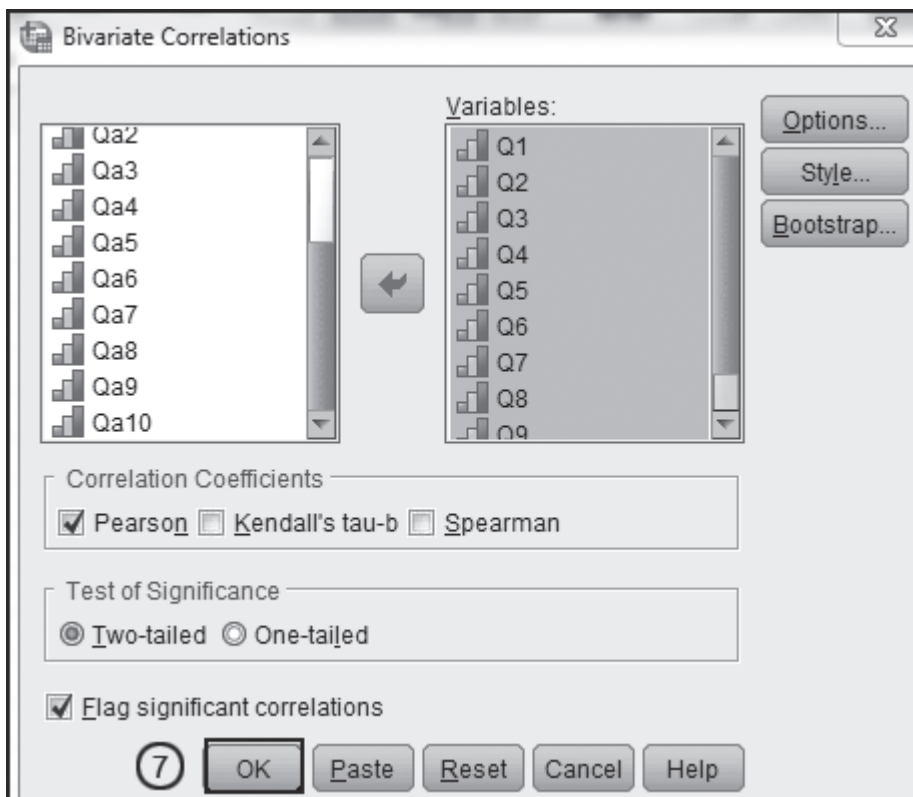 Bivariate Correlations
Variables:
Qa2
Qa3
Qa4
Qa5
Qa6
Qa7
Qa8
Qa9
Qa10
Q1
Q2
Q3
Q4
Q5
Q6
Q7
Q8
Q9
Options...
Style...
Bootstrap...
Correlation Coefficients
Pearson Kendall's tau-b Spearman
Test of Significance
Two-tailed One-tailed
Flag significant correlations
7 OK Paste Reset Cancel Help